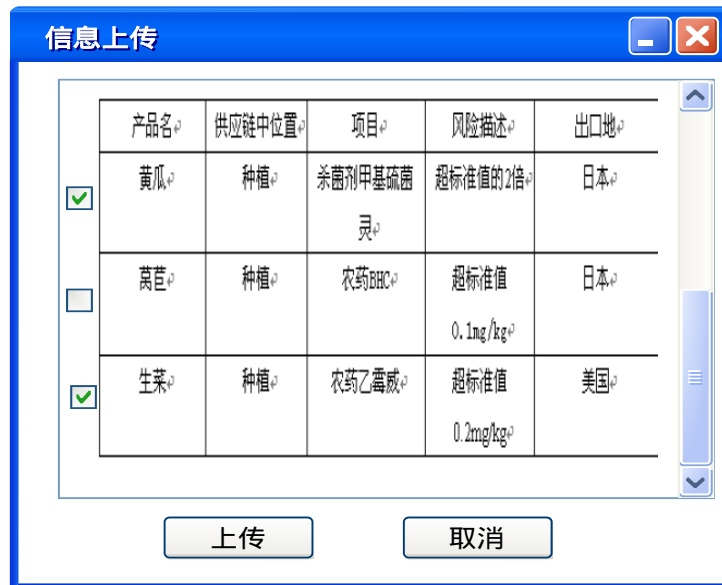 信息上传
产品名 供应链中位置 项目 风险描述 出口地
黄瓜 种植 杀菌剂甲基硫菌 超标准值的2倍 日本
灵
莴苣 种植 农药BHC 超标准值 日本
0.1mg/kg
生菜 种植 农药乙霉威 超标准值 美国
0.2mg/kg
上传 取消